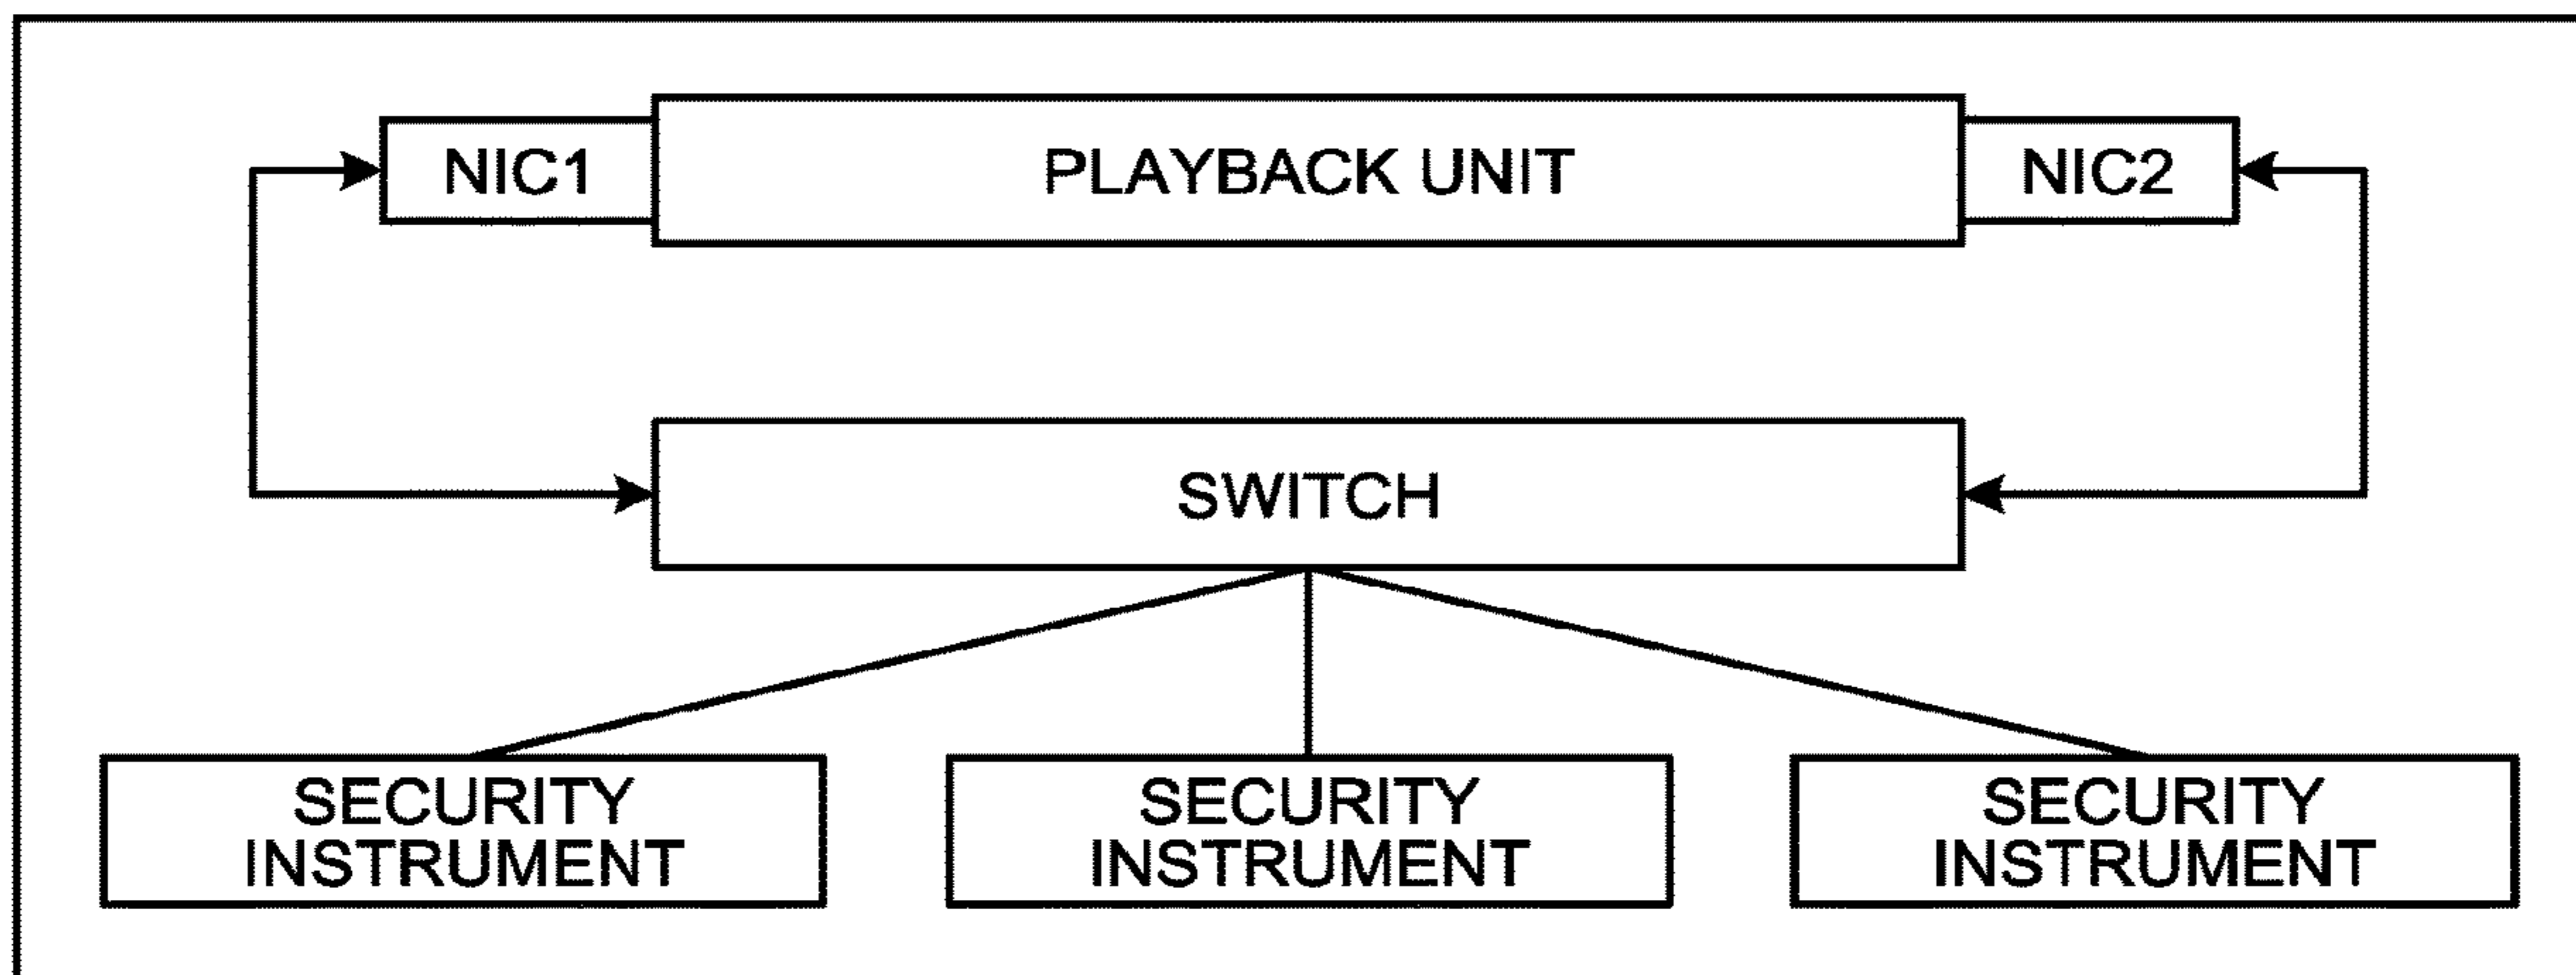 NIC1
PLAYBACK UNIT
NIC2
SWITCH
SECURITY
INSTRUMENT
SECURITY
INSTRUMENT
SECURITY
INSTRUMENT